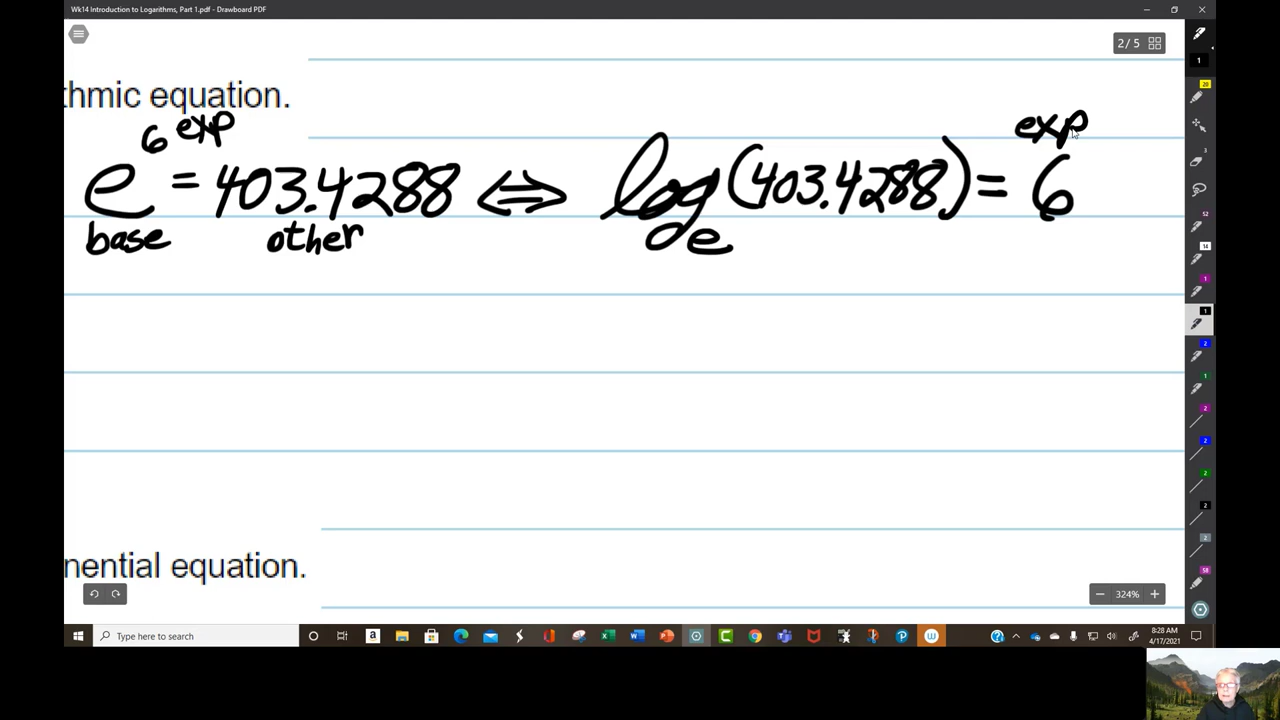 Wk14 Introduction to Logarithms, Part 1.pdf - Drawboard PDF
2 / 5
thmic equation.
e^6 exp = 403.4288 ⇔ log_e(403.4288) = 6 exp
base other
nential equation.
324%
Type here to search
8:28 AM
4/17/2021